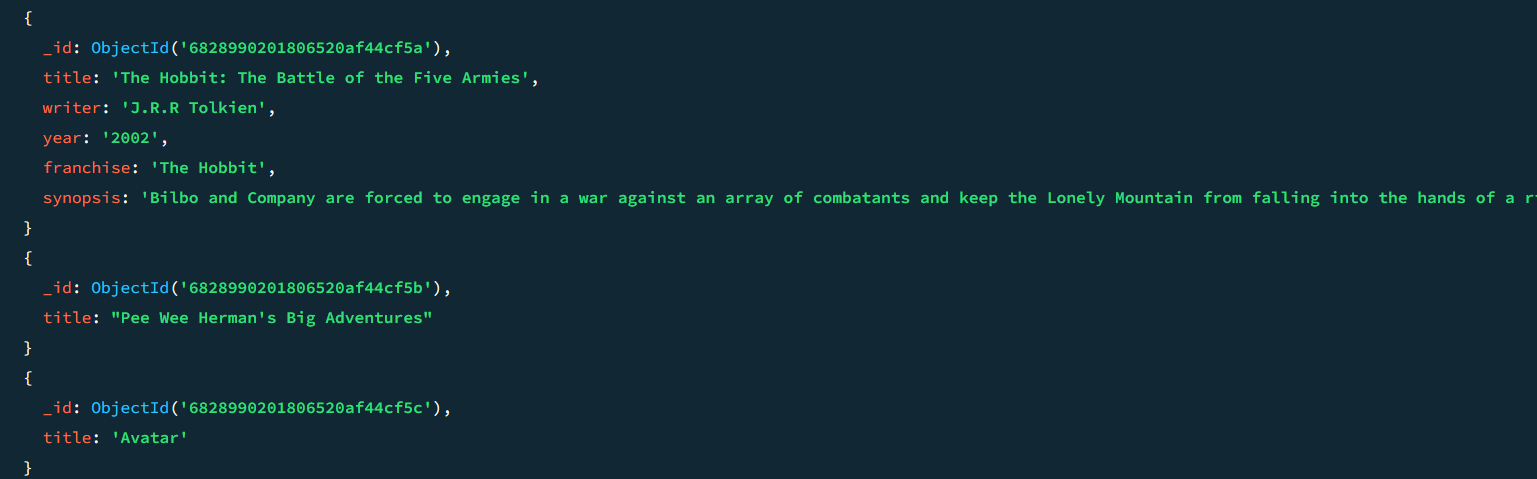 {
_id: ObjectId('6828990201806520af44cf5a'),
title: 'The Hobbit: The Battle of the Five Armies',
writer: 'J.R.R Tolkien',
year: '2002',
franchise: 'The Hobbit',
synopsis: 'Bilbo and Company are forced to engage in a war against an array of combatants and keep the Lonely Mountain from falling into the hands of a
}
{
_id: ObjectId('6828990201806520af44cf5b'),
title: "Pee Wee Herman's Big Adventures"
}
{
_id: ObjectId('6828990201806520af44cf5c'),
title: 'Avatar'
}